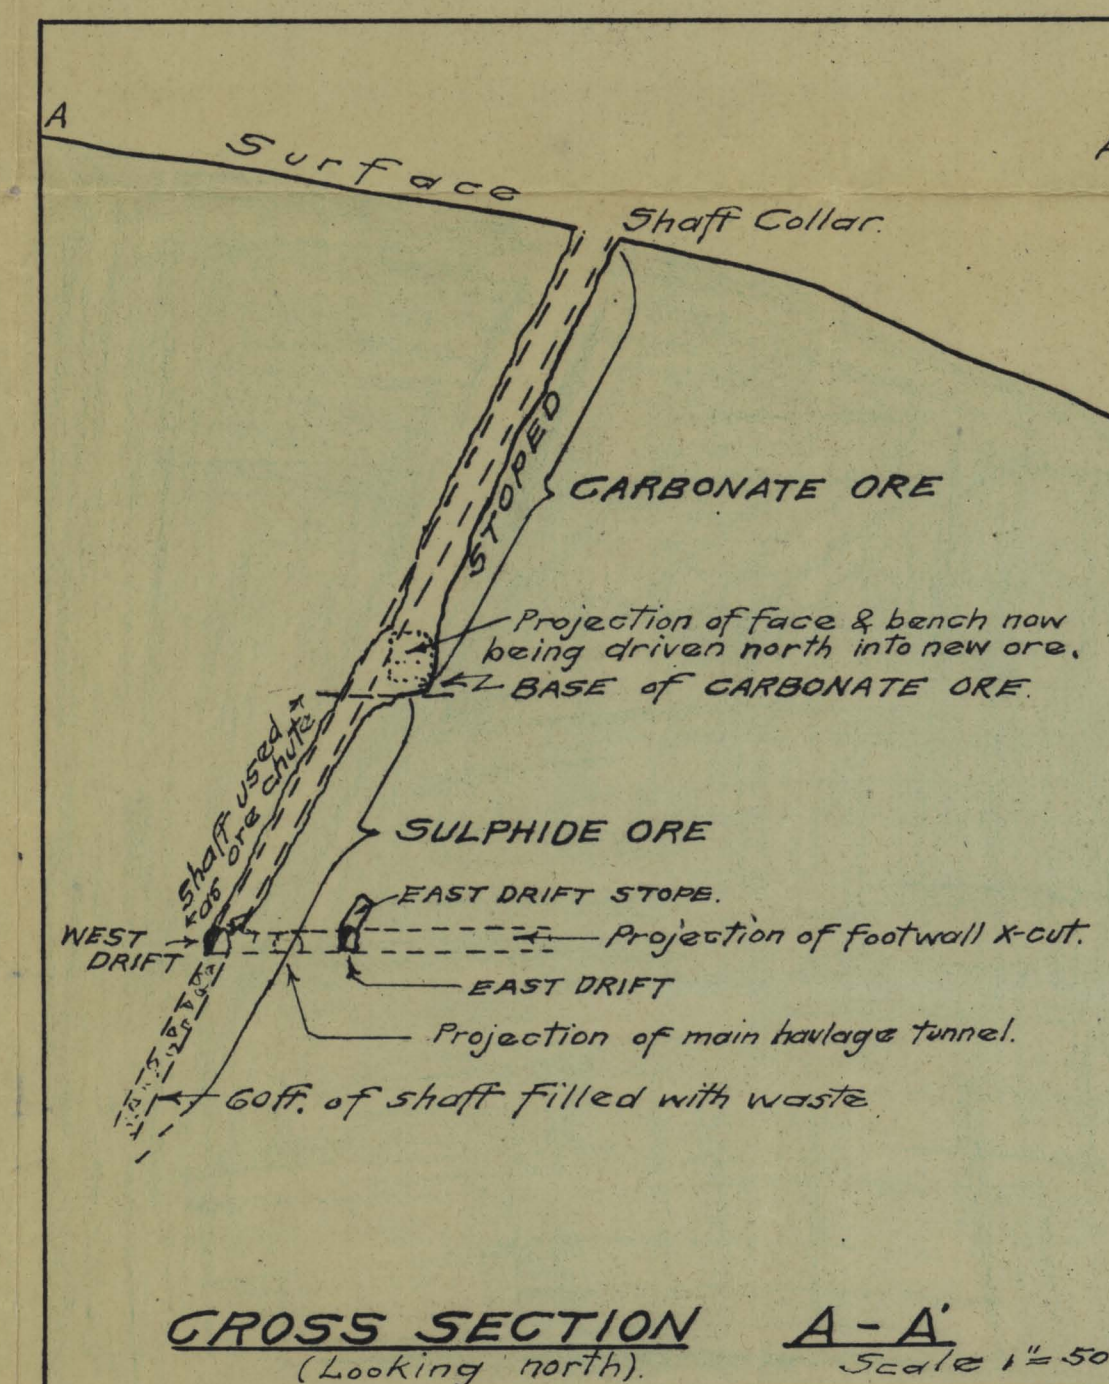 A
Surface
Shaft Collar.
STOPED
CARBONATE ORE
Projection of face & bench now
being driven north into new ore.
BASE of CARBONATE ORE.
Shaft used
as ore chute
SULPHIDE ORE
EAST DRIFT STOPE.
WEST
DRIFT
Projection of footwall X-cut.
EAST DRIFT
Projection of main haulage tunnel.
60ft. of shaft filled with waste
CROSS SECTION A - A'
(Looking north).
Scale 1" = 50